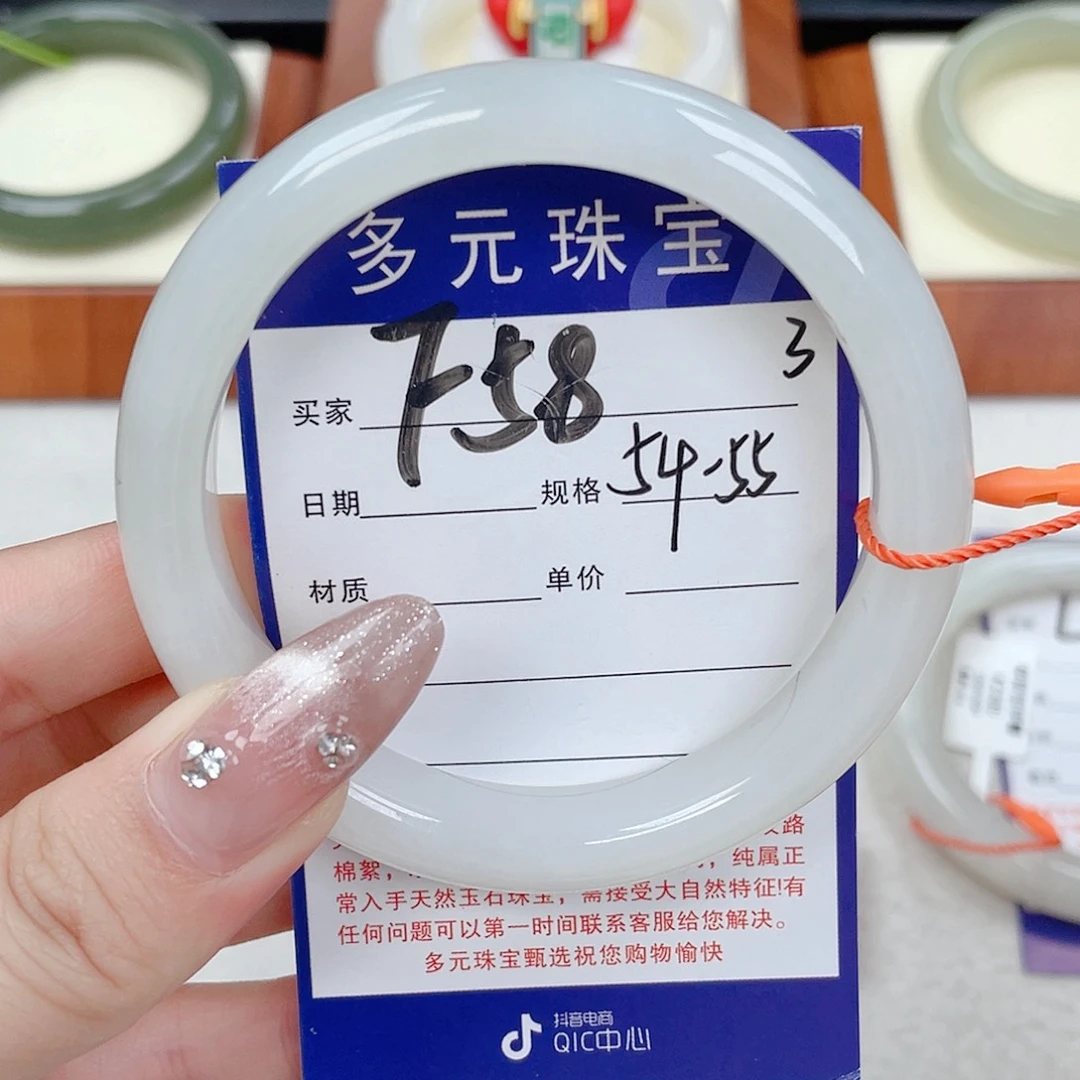 多元珠宝
3
买家 F58
日期 规格 54-55
材质 单价
路
棉絮，
，纯属正
常入手天然玉石珠宝，需接受大自然特征!有
任何问题可以第一时间联系客服给您解决。
多元珠宝甄选祝您购物愉快
抖音电商
QIC中心